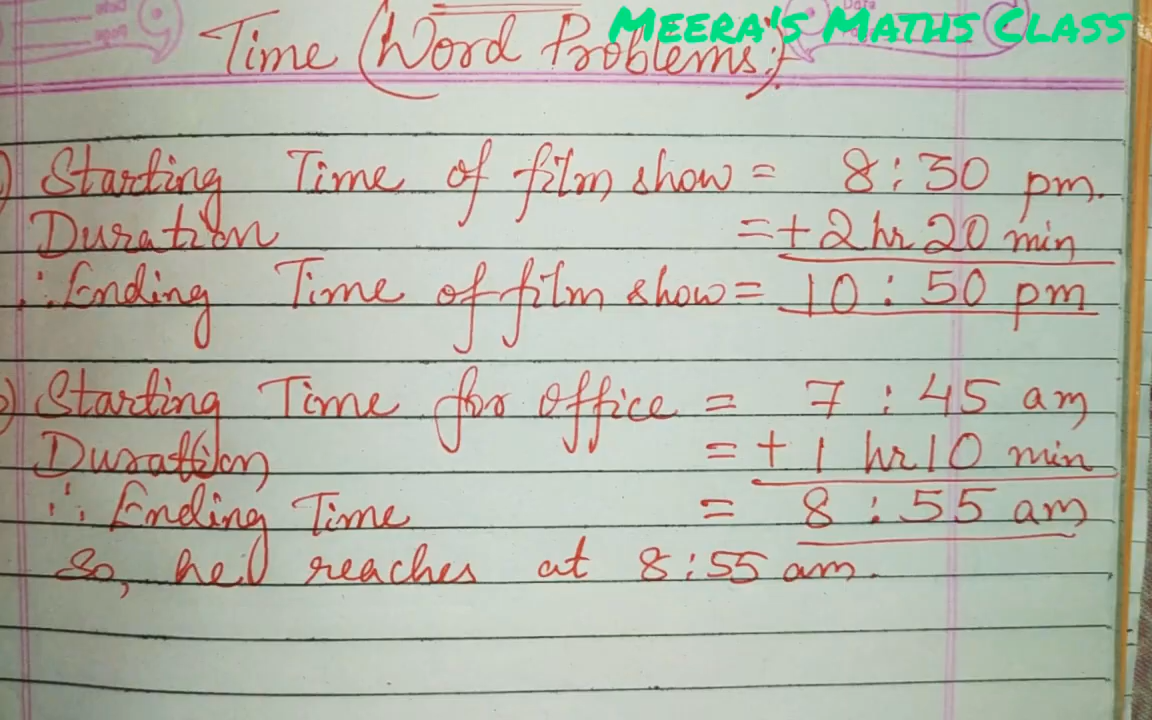 MEERA'S MATHS CLASS
Time (Word Problems):
Starting Time of film show = 8:30 pm.
Duration = +2 hr 20 min
∴ Ending Time of film show = 10:50 pm
Starting Time for office = 7:45 am
Duration = +1 hr 10 min
∴ Ending Time = 8:55 am
So, he reaches at 8:55 am.